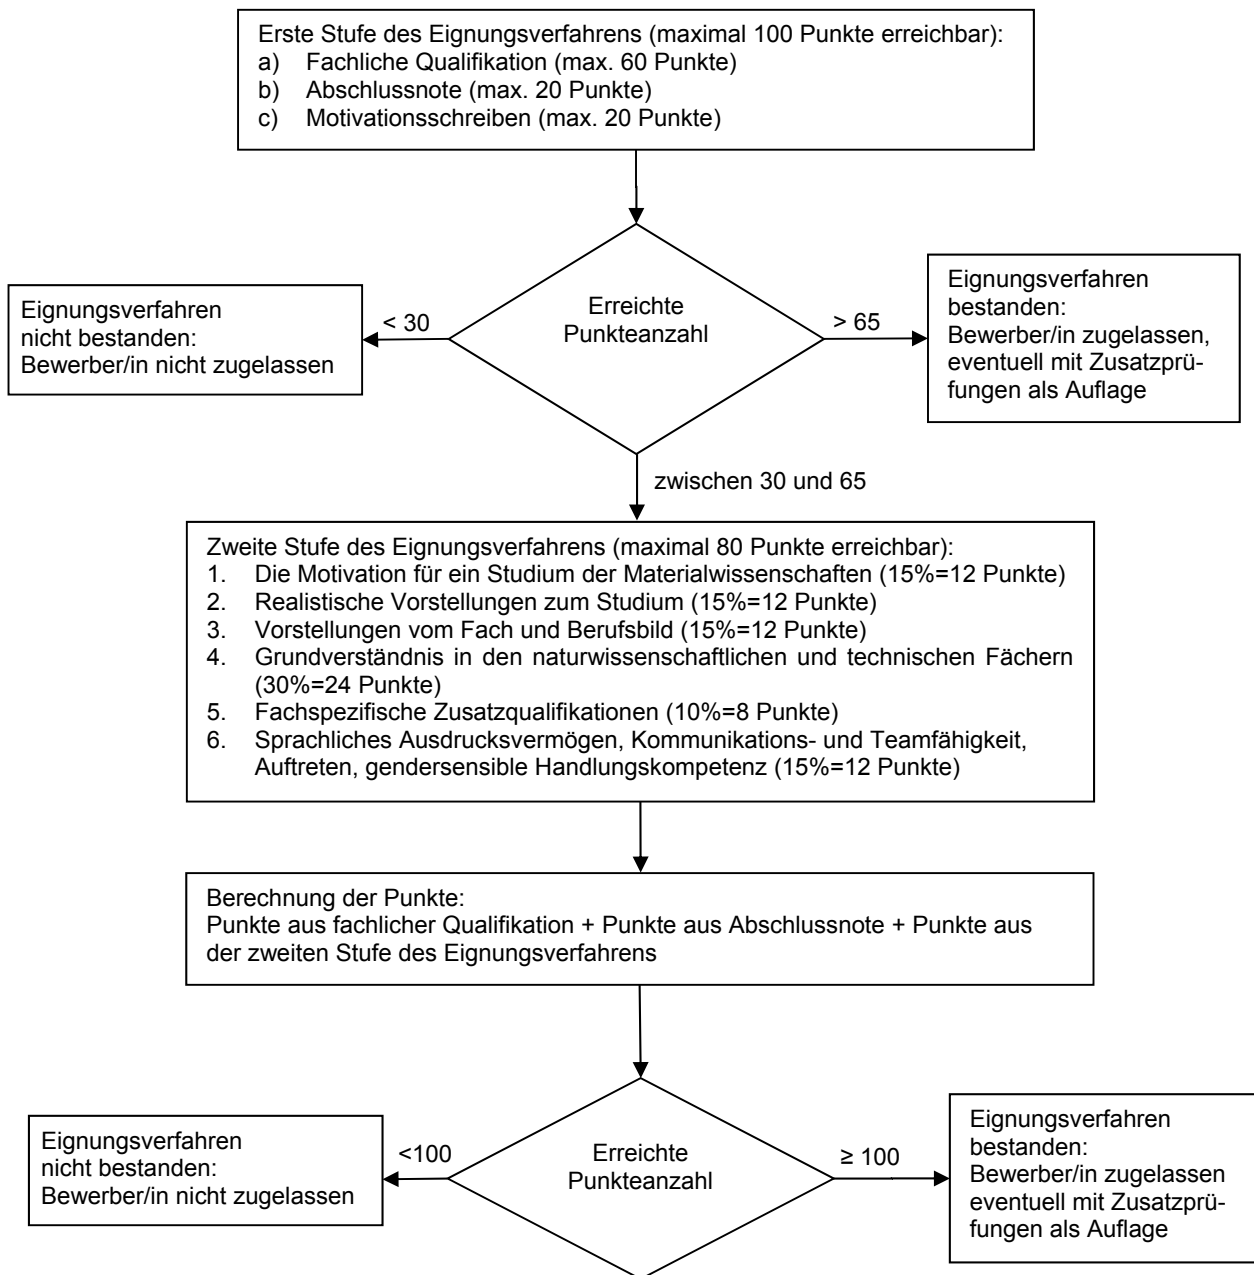 Erste Stufe des Eignungsverfahrens (maximal 100 Punkte erreichbar):
a) Fachliche Qualifikation (max. 60 Punkte)
b) Abschlussnote (max. 20 Punkte)
c) Motivationsschreiben (max. 20 Punkte)
Erreichte
Punkteanzahl
< 30
Eignungsverfahren
nicht bestanden:
Bewerber/in nicht zugelassen
> 65
Eignungsverfahren
bestanden:
Bewerber/in zugelassen,
eventuell mit Zusatzprü-
fungen als Auflage
zwischen 30 und 65
Zweite Stufe des Eignungsverfahrens (maximal 80 Punkte erreichbar):
1. Die Motivation für ein Studium der Materialwissenschaften (15%=12 Punkte)
2. Realistische Vorstellungen zum Studium (15%=12 Punkte)
3. Vorstellungen vom Fach und Berufsbild (15%=12 Punkte)
4. Grundverständnis in den naturwissenschaftlichen und technischen Fächern
(30%=24 Punkte)
5. Fachspezifische Zusatzqualifikationen (10%=8 Punkte)
6. Sprachliches Ausdrucksvermögen, Kommunikations- und Teamfähigkeit,
Auftreten, gendersensible Handlungskompetenz (15%=12 Punkte)
Berechnung der Punkte:
Punkte aus fachlicher Qualifikation + Punkte aus Abschlussnote + Punkte aus
der zweiten Stufe des Eignungsverfahrens
Erreichte
Punkteanzahl
<100
Eignungsverfahren
nicht bestanden:
Bewerber/in nicht zugelassen
≥ 100
Eignungsverfahren
bestanden:
Bewerber/in zugelassen
eventuell mit Zusatzprü-
fungen als Auflage